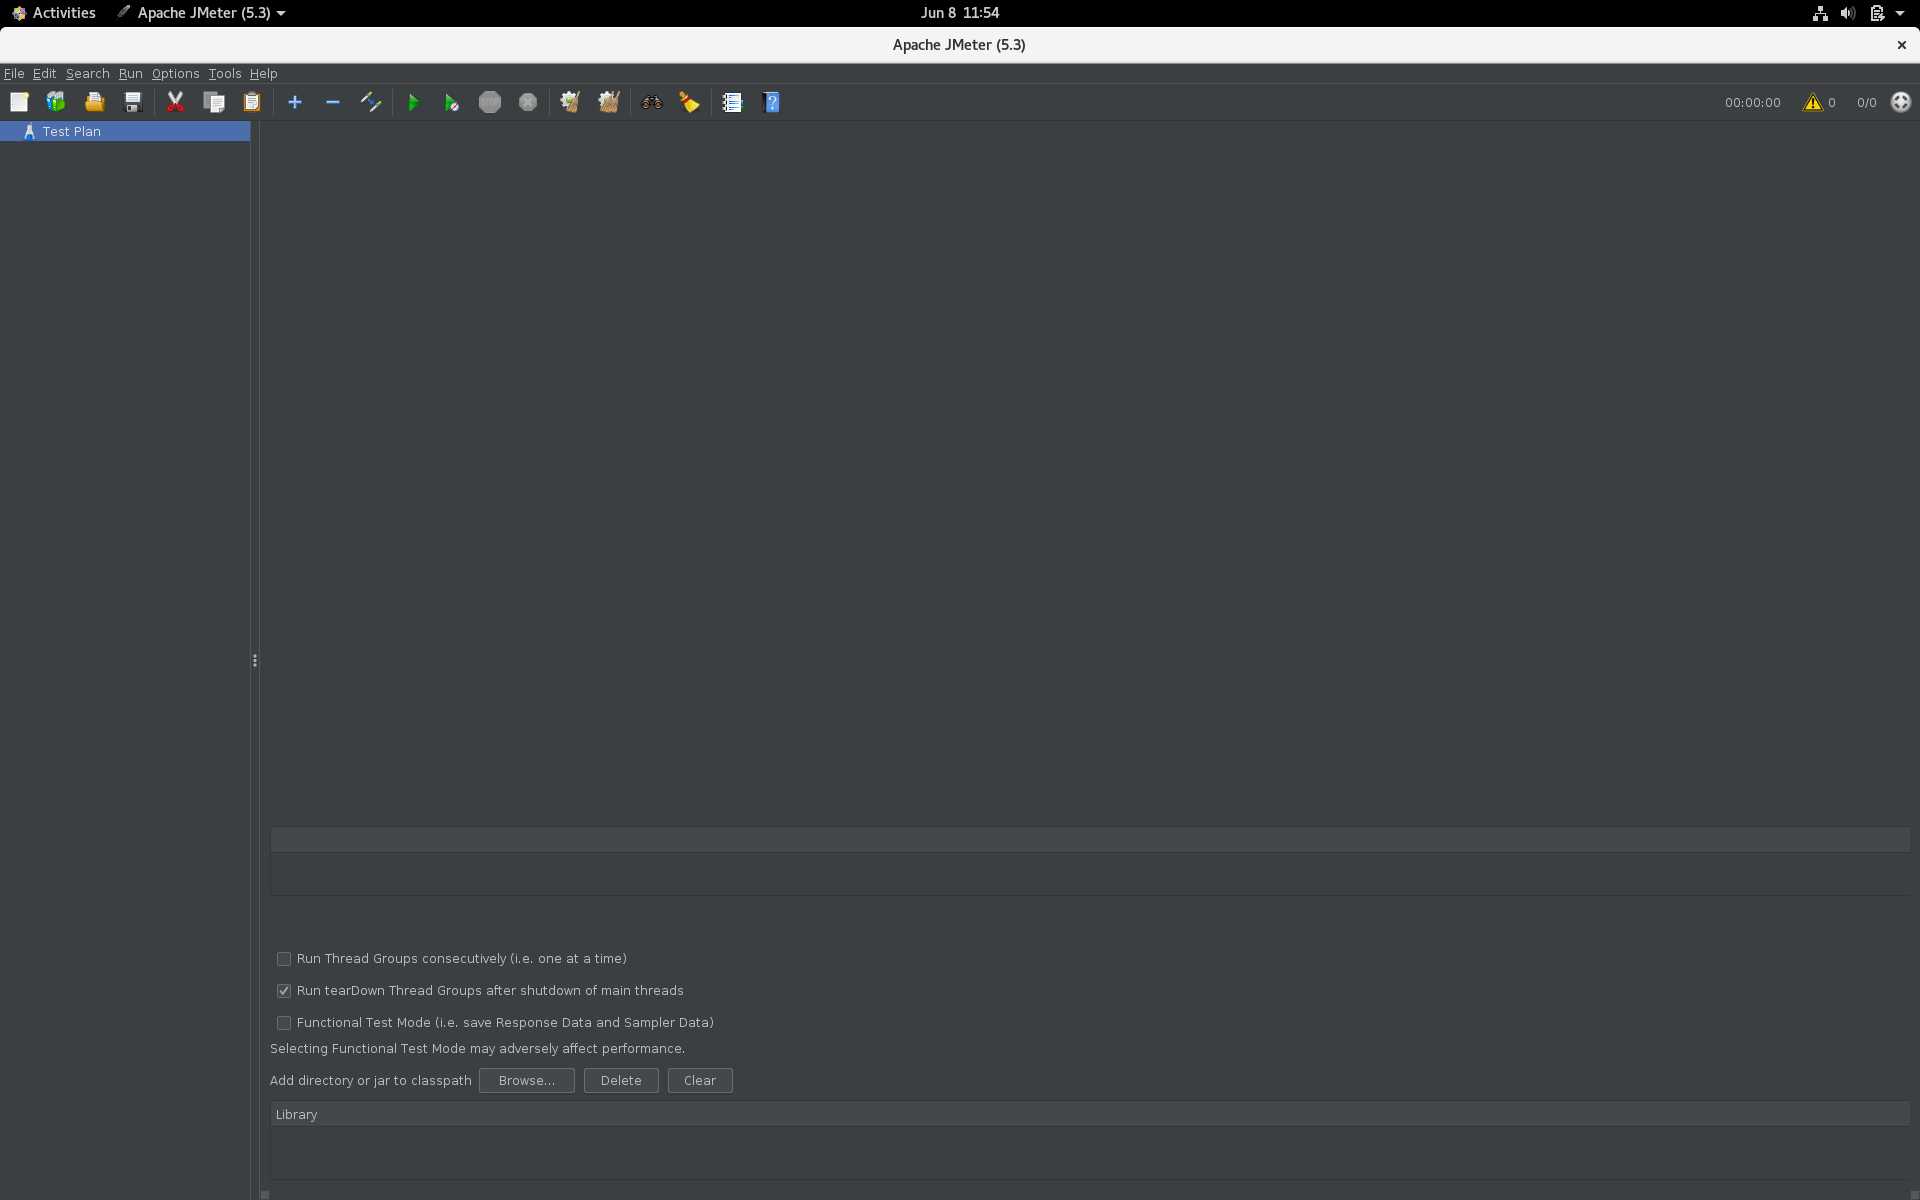 Activities Apache JMeter (5.3) Jun 8 11:54
Apache JMeter (5.3)
File Edit Search Run Options Tools Help
STOP ? 00:00:00 0 0/0
Test Plan
Run Thread Groups consecutively (i.e. one at a time)
Run tearDown Thread Groups after shutdown of main threads
Functional Test Mode (i.e. save Response Data and Sampler Data)
Selecting Functional Test Mode may adversely affect performance.
Add directory or jar to classpath Browse... Delete Clear
Library